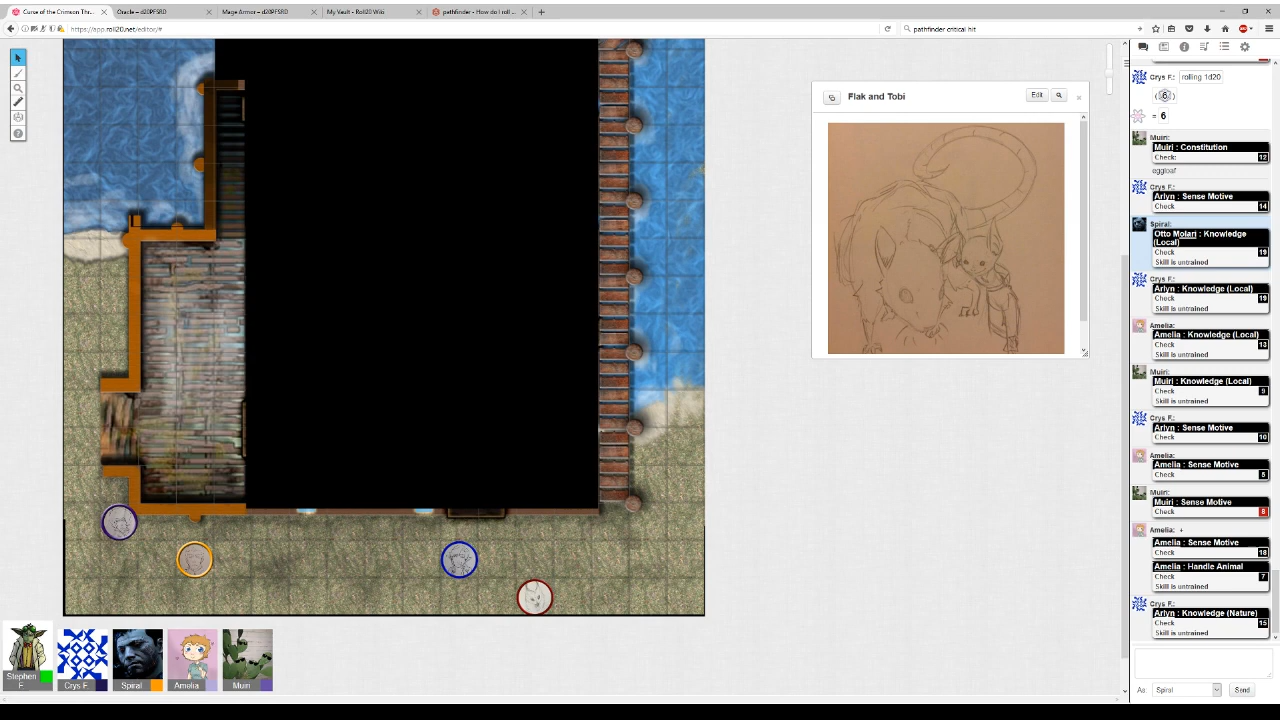 Curse of the Crimson Thr...
Oracle – d20PFSRD
Mage Armor – d20PFSRD
My Vault - Roll20 Wiki
pathfinder - How do I roll ...
https://app.roll20.net/editor/#
pathfinder critical hit
Flak and Tobi
Edit
Crys F.: rolling 1d20
6
= 6
Muiri:
Muiri : Constitution
Check: 12
eggloaf
Crys F.:
Arlyn : Sense Motive
Check 14
Spiral:
Otto Molari : Knowledge
(Local)
Check 19
Skill is untrained
Crys F.:
Arlyn : Knowledge (Local)
Check 19
Skill is untrained
Amelia:
Amelia : Knowledge (Local)
Check 13
Skill is untrained
Muiri:
Muiri : Knowledge (Local)
Check 9
Skill is untrained
Crys F.:
Arlyn : Sense Motive
Check 10
Amelia:
Amelia : Sense Motive
Check 5
Muiri:
Muiri : Sense Motive
Check 8
Amelia: +
Amelia : Sense Motive
Check 18
Amelia : Handle Animal
Check 7
Skill is untrained
Crys F.:
Arlyn : Knowledge (Nature)
Check 15
Skill is untrained
Stephen
F.
Crys F.
Spiral
Amelia
Muiri
As: Spiral Send